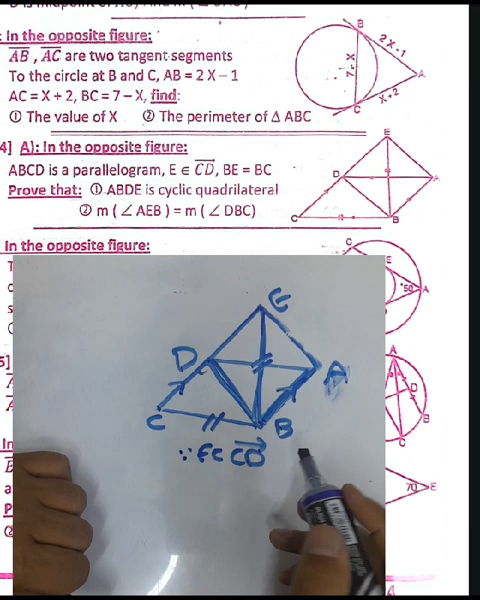 In the opposite figure:
AB , AC are two tangent segments
To the circle at B and C, AB = 2 X – 1
AC = X + 2, BC = 7 – X, find:
① The value of X ② The perimeter of Δ ABC
B
2 X - 1
7 - X
A
X + 2
C
4] A): In the opposite figure:
ABCD is a parallelogram, E ∈ CD, BE = BC
Prove that: ① ABDE is cyclic quadrilateral
② m ( ∠ AEB ) = m ( ∠ DBC )
E
D
A
C
B
In the opposite figure:
C
E
50
A
5]
A
D
B
C
In
70
E
E
D
A
C
B
∵ E ∈ CD